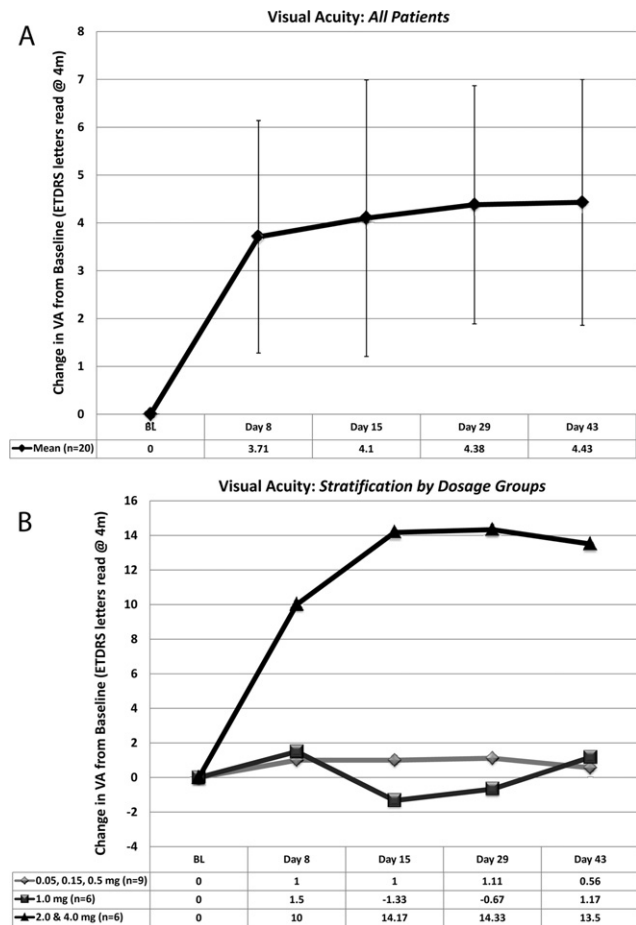 A
Visual Acuity: All Patients
Change in VA from Baseline (ETDRS letters read @ 4m)
8
7
6
5
4
3
2
1
0
BL Day 8 Day 15 Day 29 Day 43
Mean (n=20) 0 3.71 4.1 4.38 4.43
B
Visual Acuity: Stratification by Dosage Groups
Change in VA from Baseline (ETDRS letters read @ 4m)
16
14
12
10
8
6
4
2
0
-2
-4
BL Day 8 Day 15 Day 29 Day 43
0.05, 0.15, 0.5 mg (n=9) 0 1 1 1.11 0.56
1.0 mg (n=6) 0 1.5 -1.33 -0.67 1.17
2.0 & 4.0 mg (n=6) 0 10 14.17 14.33 13.5